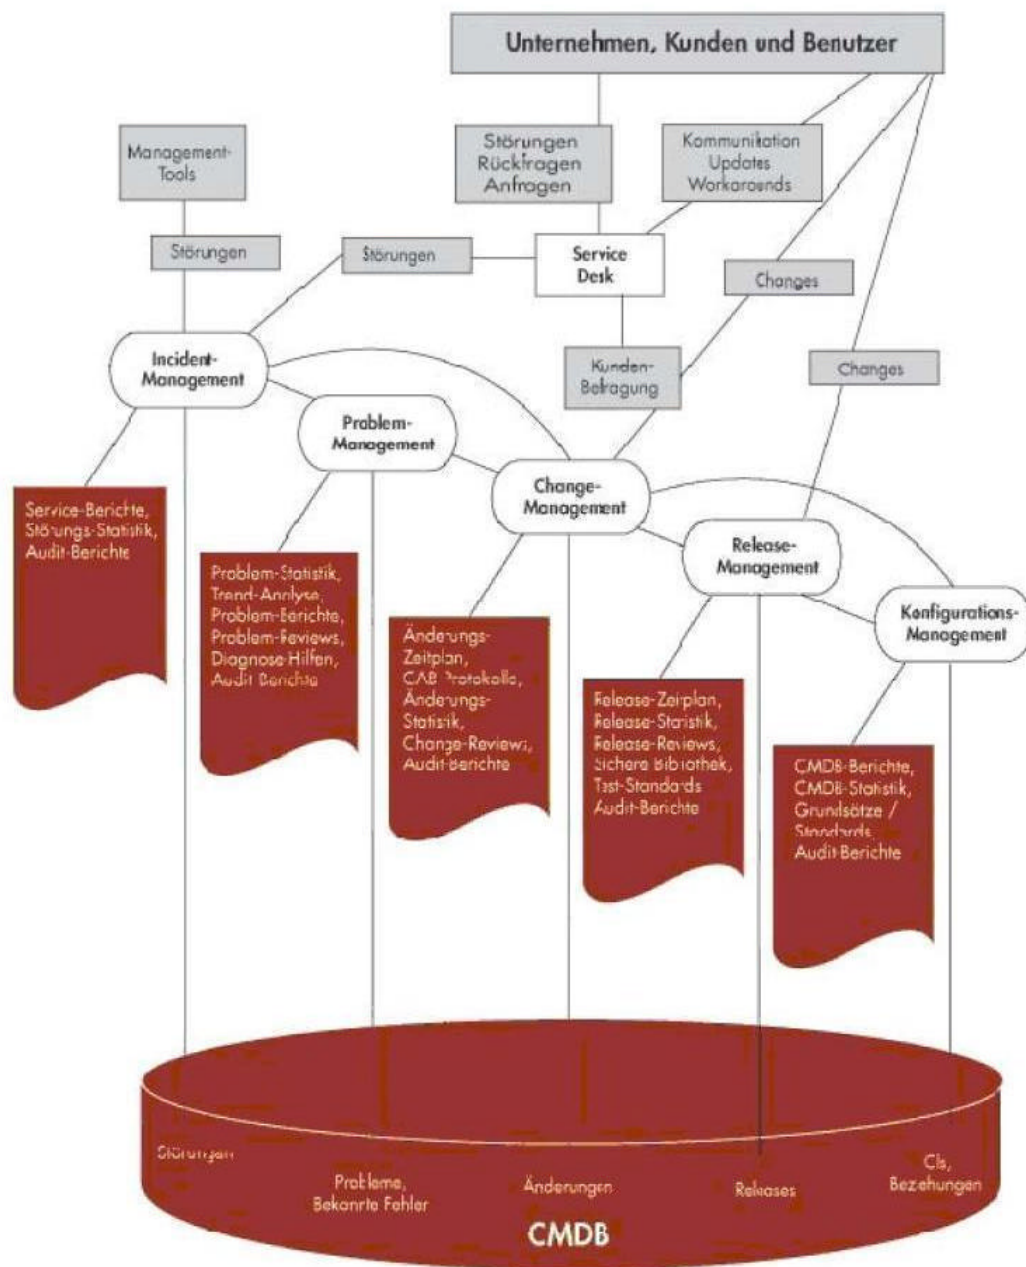 Unternehmen, Kunden und Benutzer
Management-
Tools
Störungen
Rückfragen
Anfragen
Kommunikation
Updates
Workarounds
Störungen
Störungen
Service
Desk
Changes
Kunden-
Befragung
Changes
Incident-
Management
Problem-
Management
Change-
Management
Release-
Management
Konfigurations-
Management
Service-Berichte,
Störungs-Statistik,
Audit-Berichte
Problem-Statistik,
Trend-Analyse,
Problem-Berichte,
Problem-Reviews,
Diagnose-Hilfen,
Audit-Berichte
Änderungs-
Zeitplan,
CAB-Protokolle,
Änderungs-
Statistik,
Change-Reviews,
Audit-Berichte
Release-Zeitplan,
Release-Statistik,
Release-Reviews,
Sichere Bibliothek,
Test-Standards
Audit-Berichte
CMDB-Berichte,
CMDB-Statistik,
Grundsätze /
Standards
Audit-Berichte
Störungen
Probleme,
Bekannte Fehler
Änderungen
Releases
CIs,
Beziehungen
CMDB